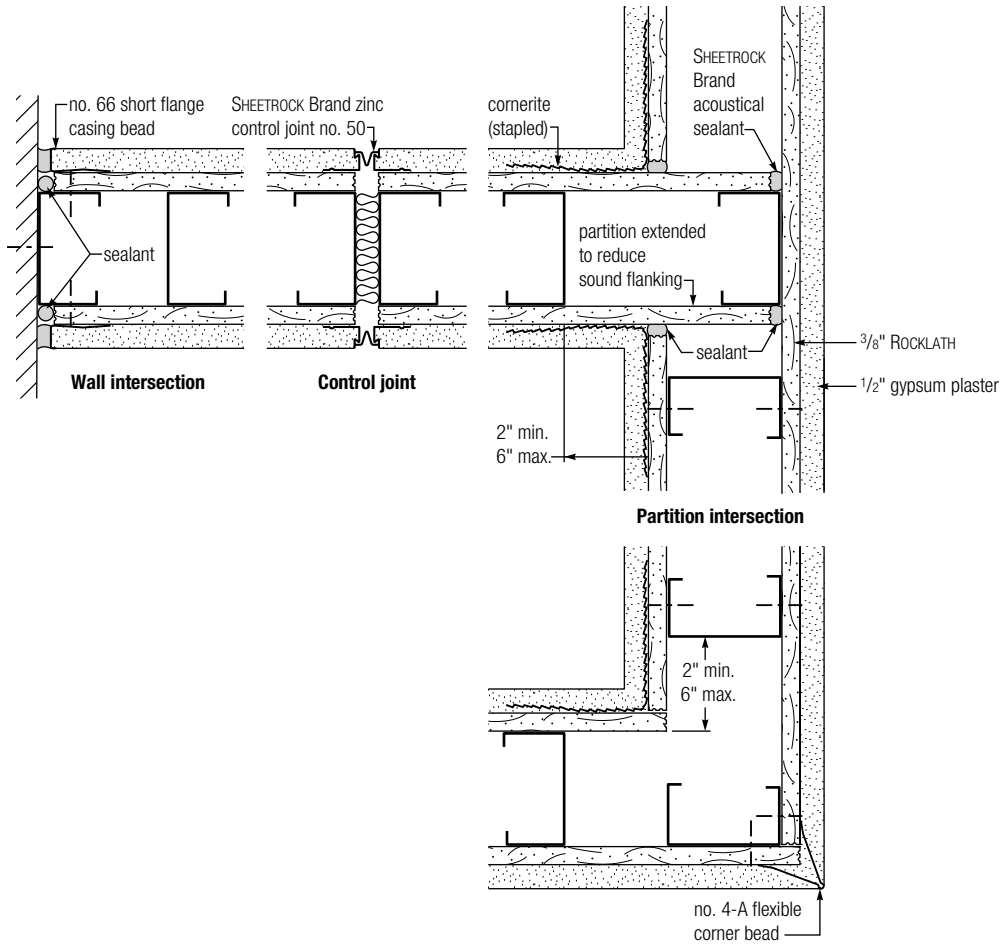 no. 66 short flange
casing bead
SHEETROCK Brand zinc
control joint no. 50
cornerite
(stapled)
SHEETROCK
Brand
acoustical
sealant
sealant
partition extended
to reduce
sound flanking
sealant
3/8" ROCKLATH
1/2" gypsum plaster
Wall intersection
Control joint
2" min.
6" max.
Partition intersection
2" min.
6" max.
no. 4-A flexible
corner bead